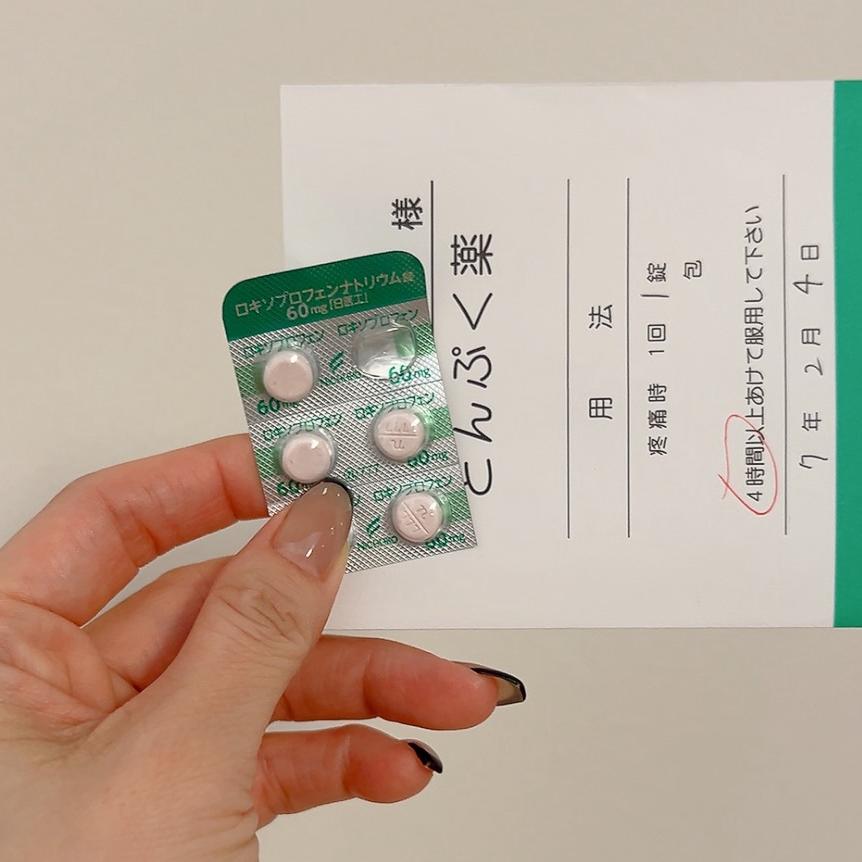 ロキソプロフェンナトリウム錠
60mg「日医工」
ロキソプロフェン
ロキソプロフェン
NICHIIKO
60mg
60mg
ロキソプロフェン
ロキソプロフェン
n 777
60mg
60mg
ロキソプロフェン
n 777
NICHIIKO
60mg
様
とんぷく薬
用法
疼痛時 1回 1 錠
包
4時間以上あけて服用して下さい
7年 2月 4日